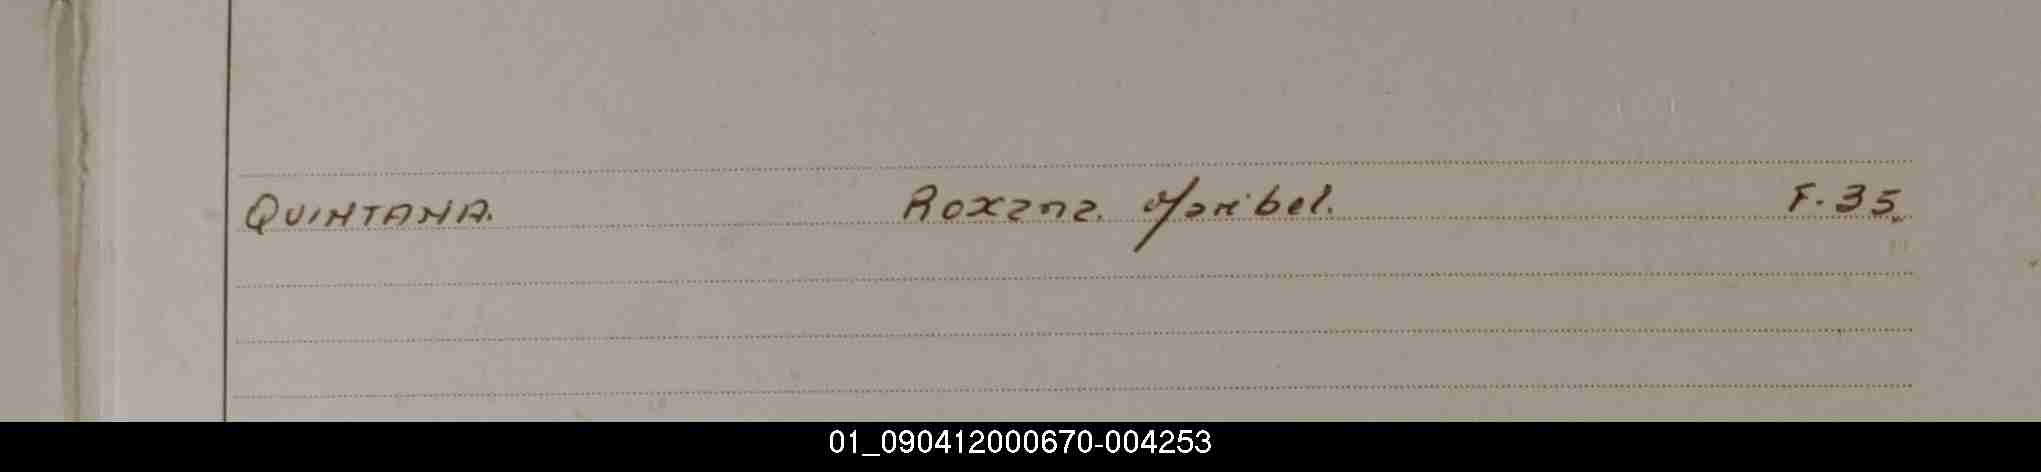 QUINTANA. Roxana. Maribel. F. 35
01_090412000670-004253